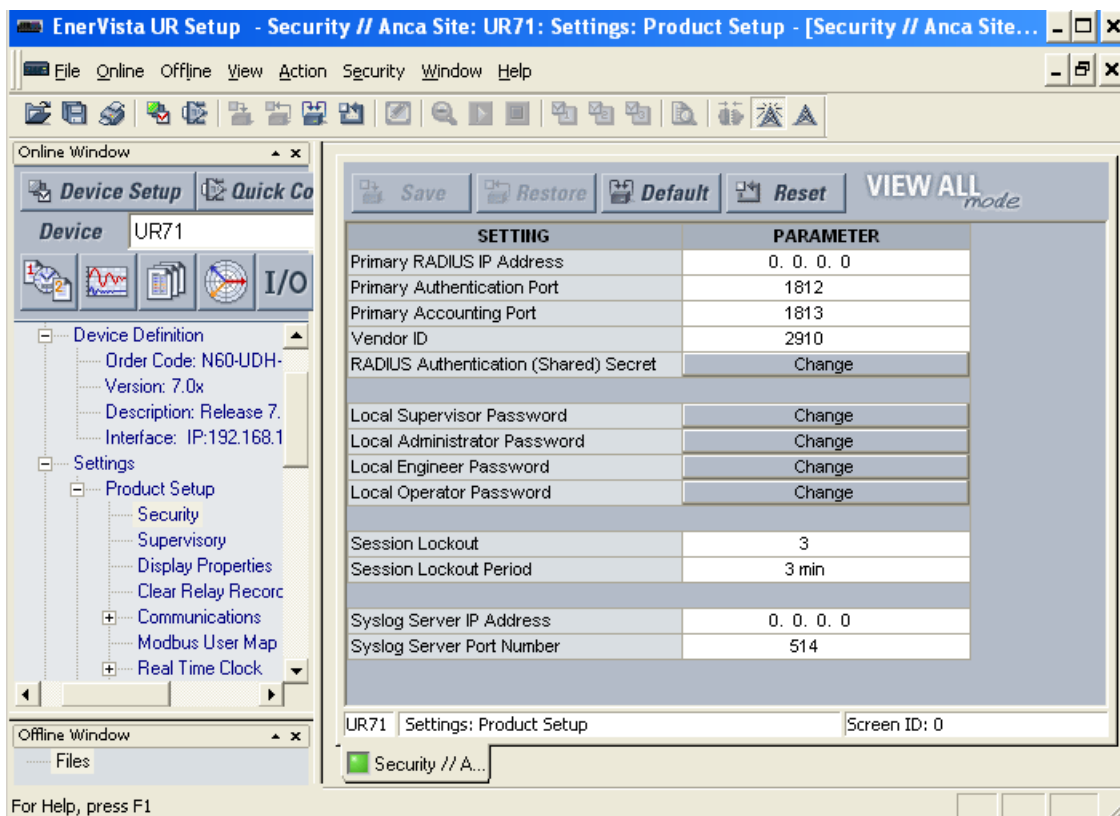 EnerVista UR Setup - Security // Anca Site: UR71: Settings: Product Setup - [Security // Anca Site...
File Online Offline View Action Security Window Help
Online Window
Device Setup Quick Co
Device UR71
I/O
Device Definition
Order Code: N60-UDH-
Version: 7.0x
Description: Release 7.
Interface: IP:192.168.1
Settings
Product Setup
Security
Supervisory
Display Properties
Clear Relay Recorc
Communications
Modbus User Map
Real Time Clock
Offline Window
Files
Save Restore Default Reset VIEW ALL mode
SETTING PARAMETER
Primary RADIUS IP Address 0. 0. 0. 0
Primary Authentication Port 1812
Primary Accounting Port 1813
Vendor ID 2910
RADIUS Authentication (Shared) Secret Change
Local Supervisor Password Change
Local Administrator Password Change
Local Engineer Password Change
Local Operator Password Change
Session Lockout 3
Session Lockout Period 3 min
Syslog Server IP Address 0. 0. 0. 0
Syslog Server Port Number 514
UR71 Settings: Product Setup Screen ID: 0
Security // A...
For Help, press F1